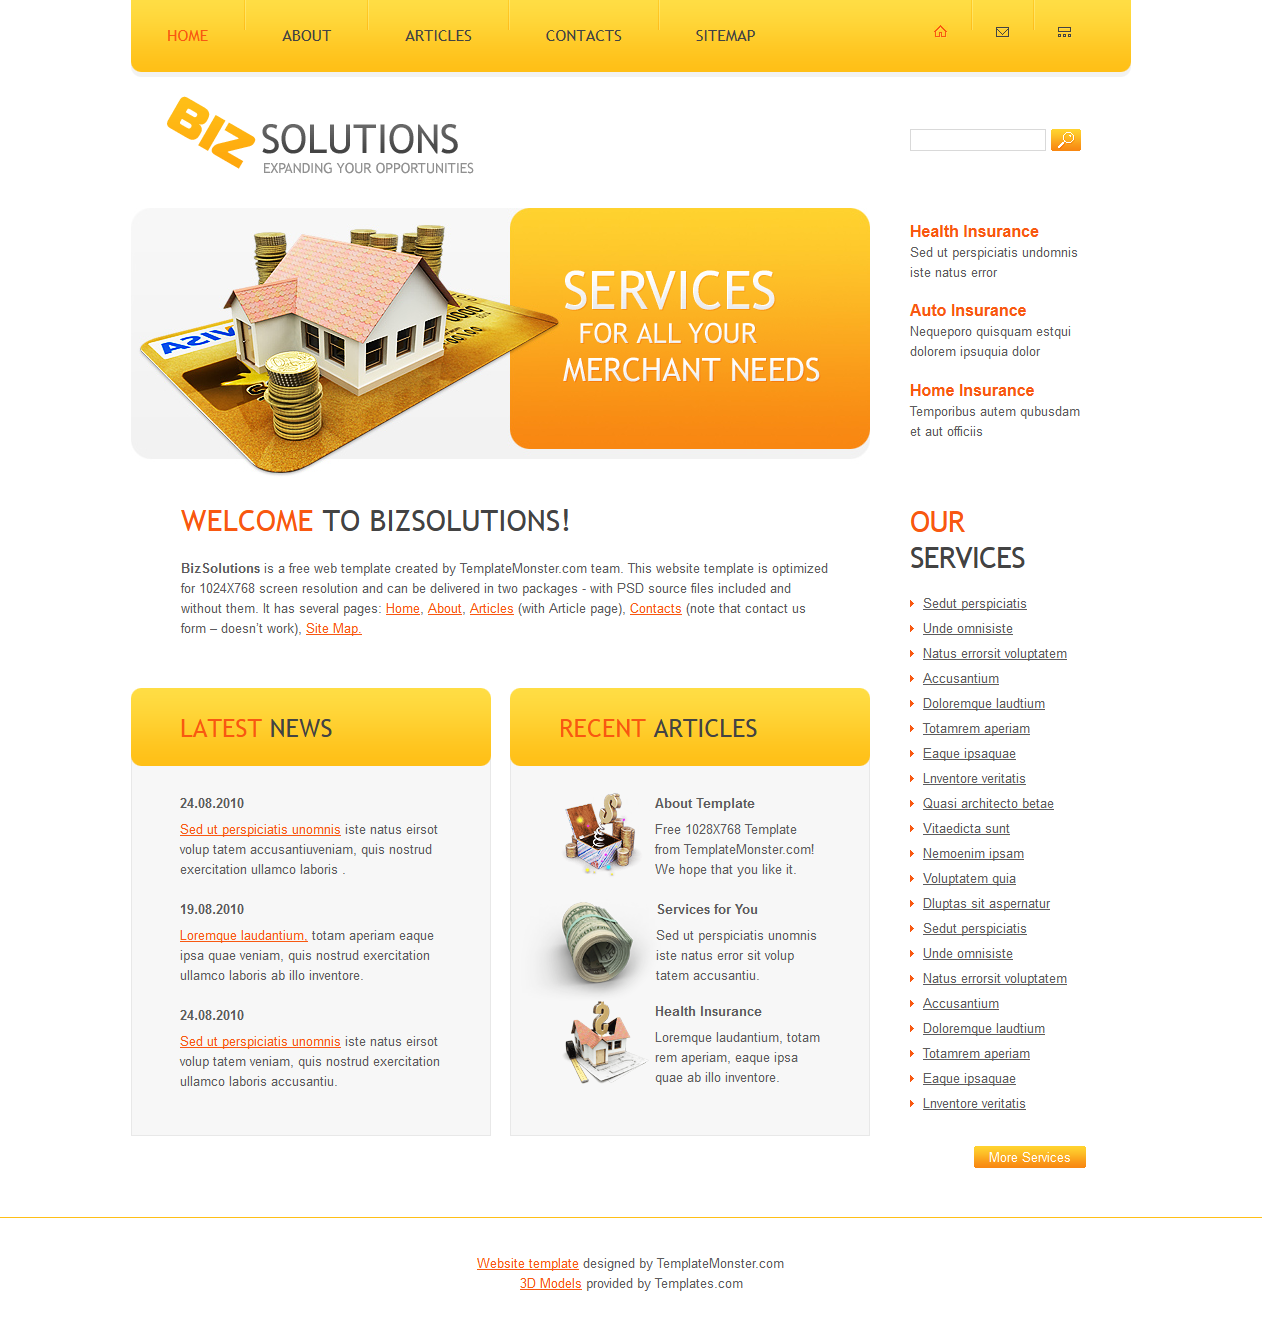 HOME ABOUT ARTICLES CONTACTS SITEMAP
BIZ SOLUTIONS
EXPANDING YOUR OPPORTUNITIES
VISA
SERVICES
FOR ALL YOUR
MERCHANT NEEDS
Health Insurance
Sed ut perspiciatis undomnis
iste natus error
Auto Insurance
Nequeporo quisquam estqui
dolorem ipsuquia dolor
Home Insurance
Temporibus autem qubusdam
et aut officiis
WELCOME TO BIZSOLUTIONS!
BizSolutions is a free web template created by TemplateMonster.com team. This website template is optimized
for 1024X768 screen resolution and can be delivered in two packages - with PSD source files included and
without them. It has several pages: Home, About, Articles (with Article page), Contacts (note that contact us
form – doesn't work), Site Map.
LATEST NEWS
24.08.2010
Sed ut perspiciatis unomnis iste natus eirsot
volup tatem accusantiuveniam, quis nostrud
exercitation ullamco laboris .
19.08.2010
Loremque laudantium, totam aperiam eaque
ipsa quae veniam, quis nostrud exercitation
ullamco laboris ab illo inventore.
24.08.2010
Sed ut perspiciatis unomnis iste natus eirsot
volup tatem veniam, quis nostrud exercitation
ullamco laboris accusantiu.
RECENT ARTICLES
About Template
Free 1028X768 Template
from TemplateMonster.com!
We hope that you like it.
Services for You
Sed ut perspiciatis unomnis
iste natus error sit volup
tatem accusantiu.
Health Insurance
Loremque laudantium, totam
rem aperiam, eaque ipsa
quae ab illo inventore.
OUR
SERVICES
Sedut perspiciatis
Unde omnisiste
Natus errorsit voluptatem
Accusantium
Doloremque laudtium
Totamrem aperiam
Eaque ipsaquae
Lnventore veritatis
Quasi architecto betae
Vitaedicta sunt
Nemoenim ipsam
Voluptatem quia
Dluptas sit aspernatur
Sedut perspiciatis
Unde omnisiste
Natus errorsit voluptatem
Accusantium
Doloremque laudtium
Totamrem aperiam
Eaque ipsaquae
Lnventore veritatis
More Services
Website template designed by TemplateMonster.com
3D Models provided by Templates.com